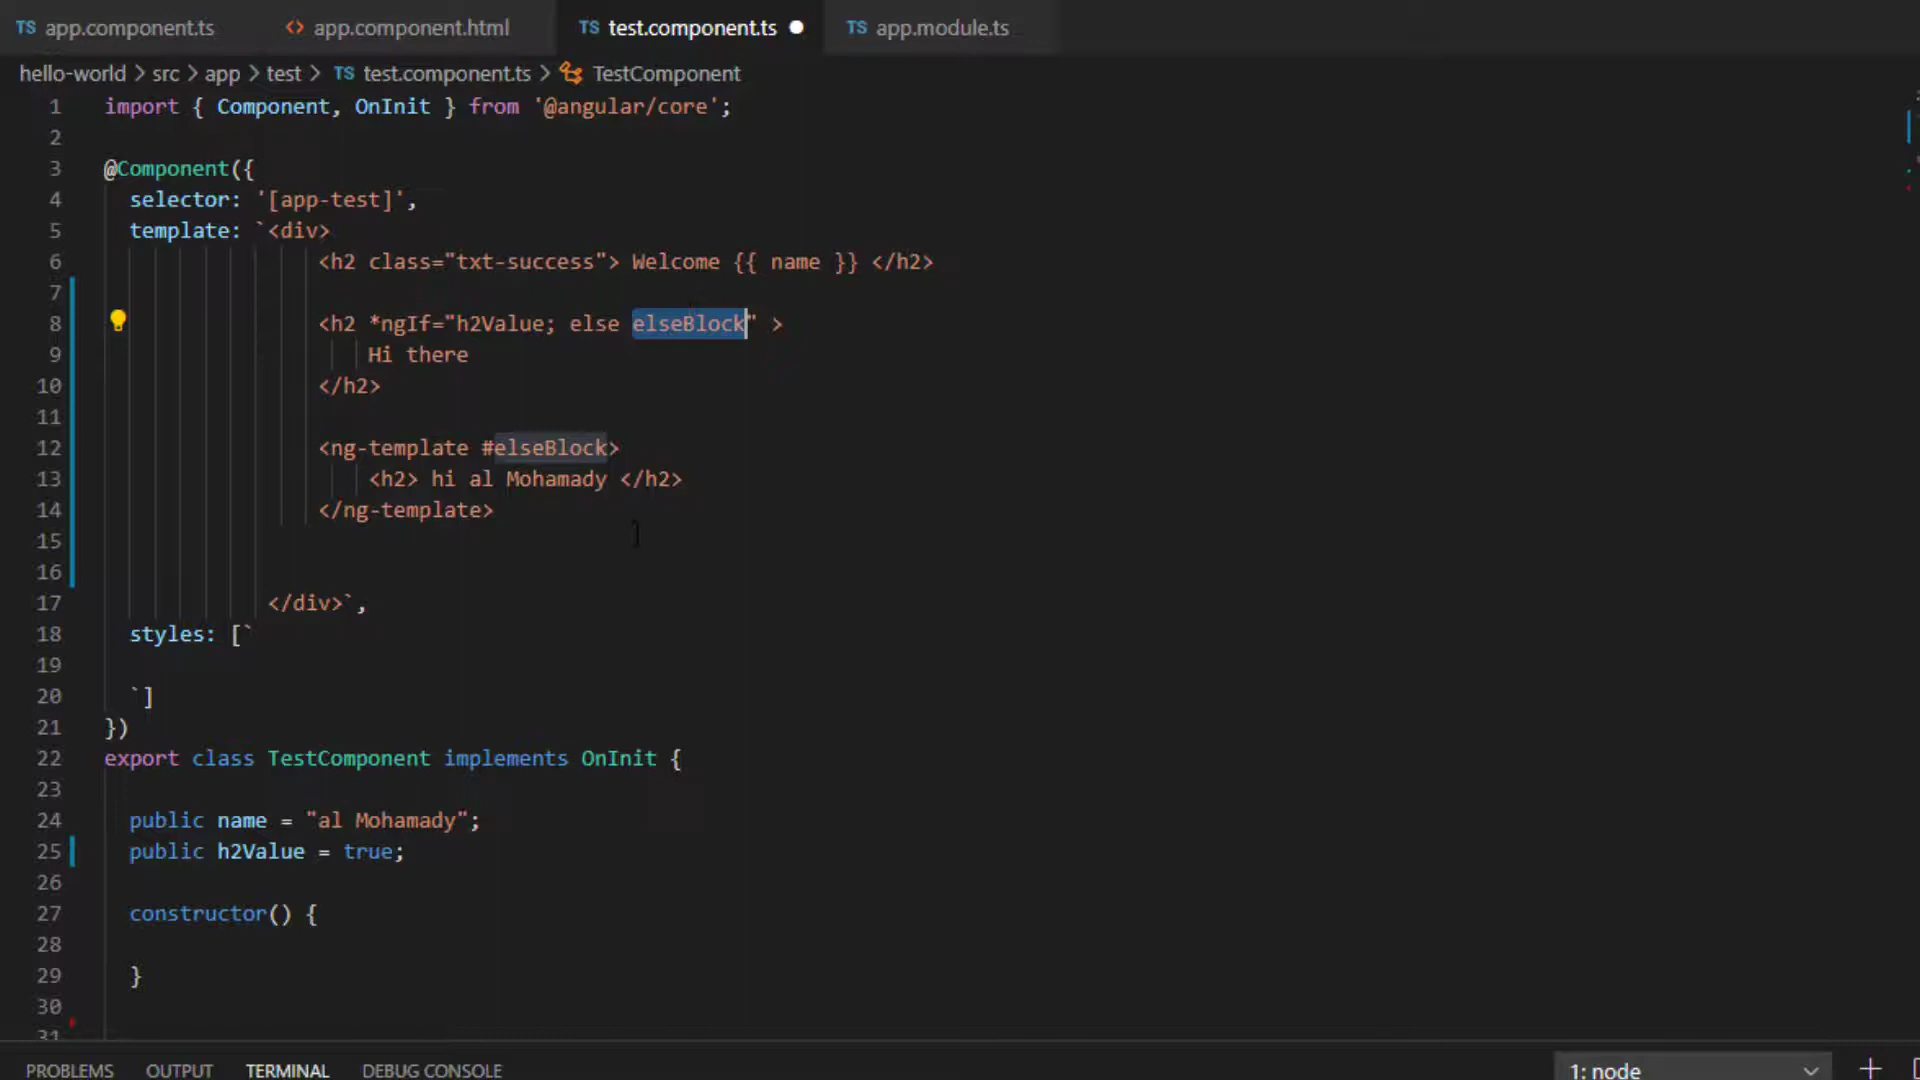 TS app.component.ts <> app.component.html TS test.component.ts TS app.module.ts
hello-world > src > app > test > TS test.component.ts > TestComponent
1 import { Component, OnInit } from '@angular/core';
2
3 @Component({
4 selector: '[app-test]',
5 template: `<div>
6 <h2 class="txt-success"> Welcome {{ name }} </h2>
7
8 <h2 *ngIf="h2Value; else elseBlock" >
9 Hi there
10 </h2>
11
12 <ng-template #elseBlock>
13 <h2> hi al Mohamady </h2>
14 </ng-template>
15
16
17 </div>`,
18 styles: [`
19
20 `]
21 })
22 export class TestComponent implements OnInit {
23
24 public name = "al Mohamady";
25 public h2Value = true;
26
27 constructor() {
28
29 }
30
31
PROBLEMS OUTPUT TERMINAL DEBUG CONSOLE 1: node